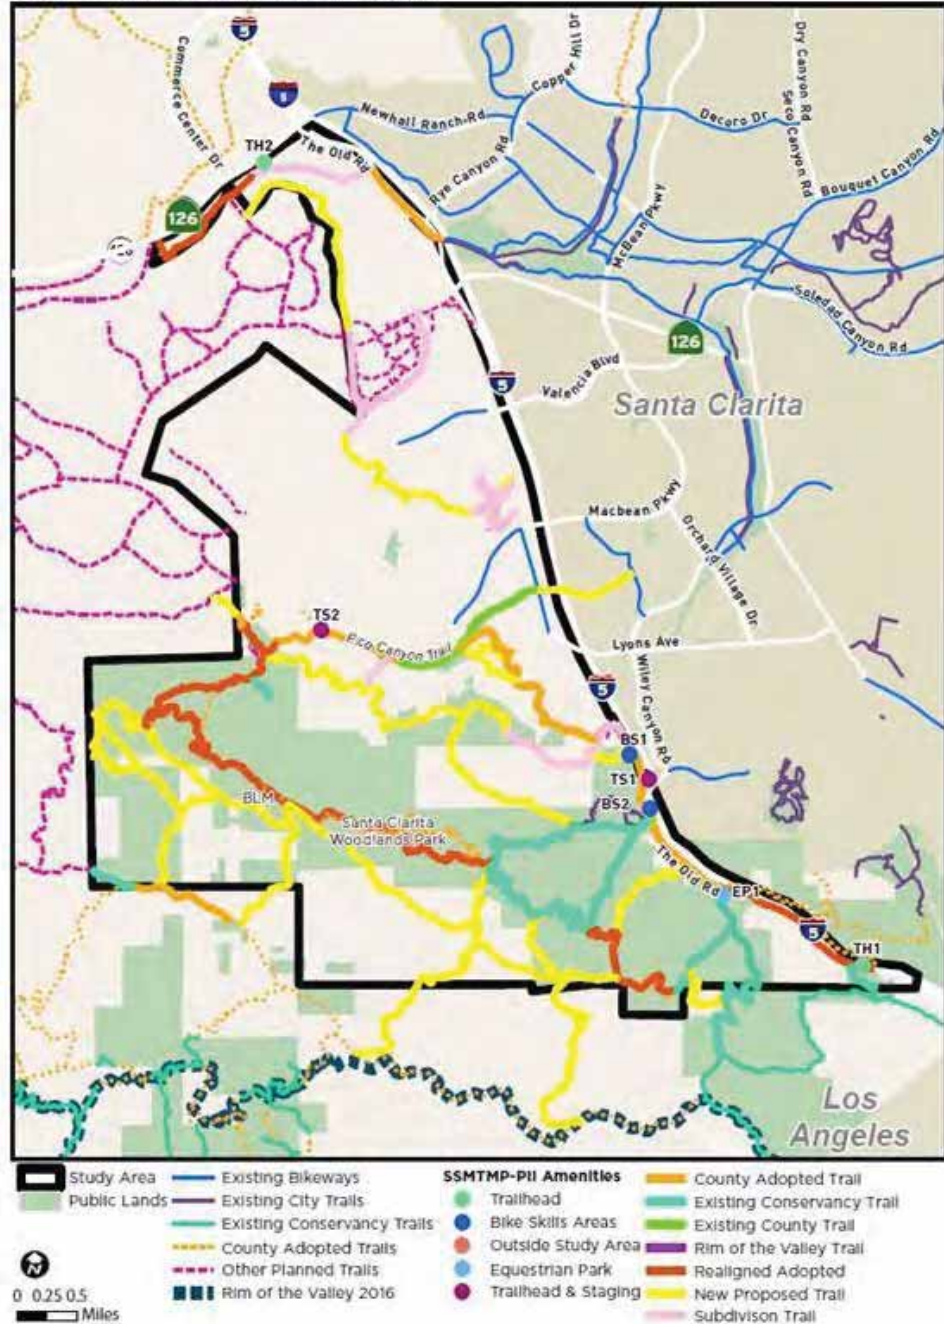 5
Commerce Center Dr
5
Copper Hill Dr
Dry Canyon Rd
Seco Canyon Rd
Newhall Ranch Rd
Decoro Dr
TH2
The Old Rd
Rye Canyon Rd
Bouquet Canyon Rd
126
McBean Pkwy
Soledad Canyon Rd
126
5
Valencia Blvd
Santa Clarita
Macbean Pkwy
Orchard Village Dr
TS2
Pico Canyon Trail
Lyons Ave
5
Wiley Canyon Rd
BS1
TS1
BLM
BS2
Santa Clarita
Woodlands Park
The Old Rd
EP1
5
TH1
Los
Angeles
Study Area
Public Lands
Existing Bikeways
Existing City Trails
Existing Conservancy Trails
County Adopted Trails
Other Planned Trails
Rim of the Valley 2016
SSMTMP-PII Amenities
Trailhead
Bike Skills Areas
Outside Study Area
Equestrian Park
Trailhead & Staging
County Adopted Trail
Existing Conservancy Trail
Existing County Trail
Rim of the Valley Trail
Realigned Adopted
New Proposed Trail
Subdivison Trail
N
0 0.25 0.5
Miles